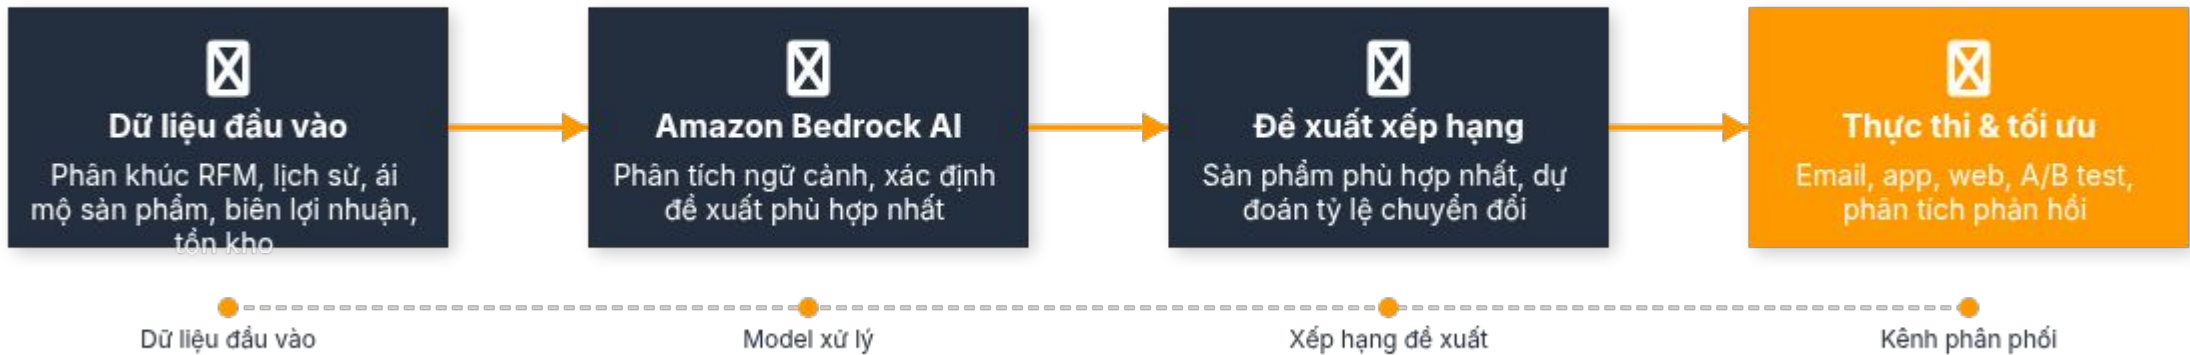 Dữ liệu đầu vào
Phân khúc RFM, lịch sử, ái
mộ sản phẩm, biên lợi nhuận,
tồn kho
Amazon Bedrock AI
Phân tích ngữ cảnh, xác định
đề xuất phù hợp nhất
Đề xuất xếp hạng
Sản phẩm phù hợp nhất, dự
đoán tỷ lệ chuyển đổi
Thực thi & tối ưu
Email, app, web, A/B test,
phân tích phản hồi
Dữ liệu đầu vào
Model xử lý
Xếp hạng đề xuất
Kênh phân phối